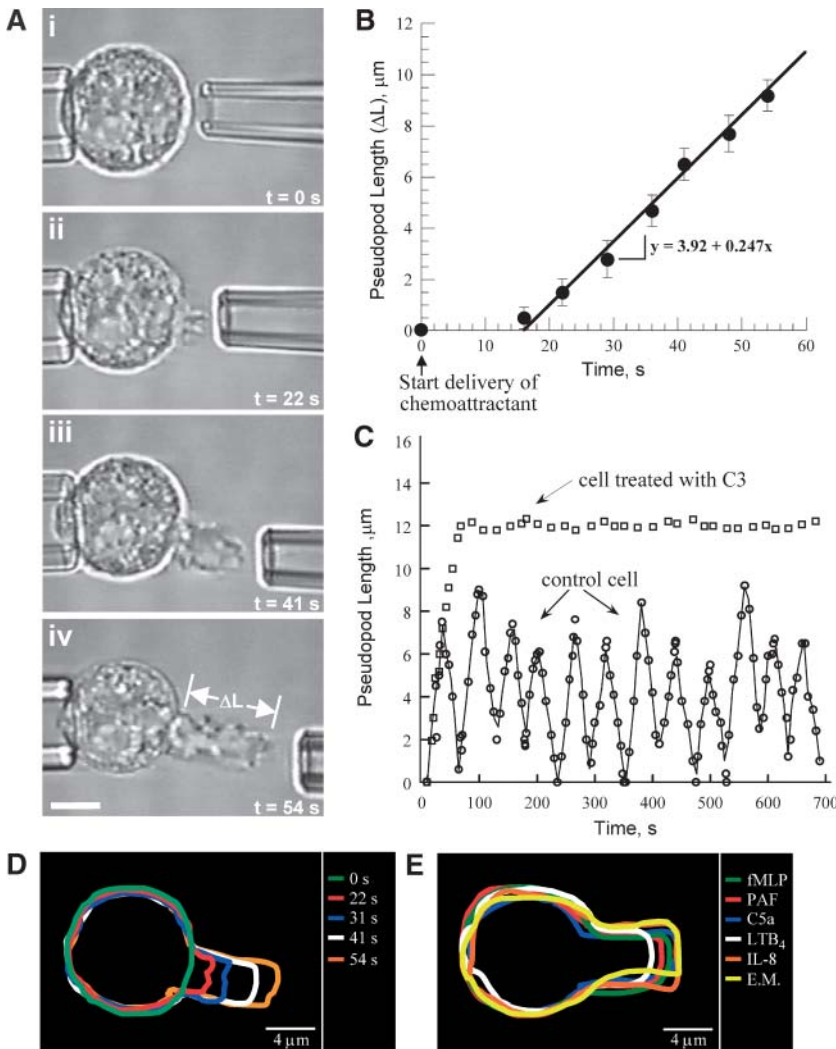 A
i
t = 0 s
ii
t = 22 s
iii
t = 41 s
iv
ΔL
t = 54 s
B
Pseudopod Length (ΔL), µm
12
10
8
6
4
2
0
y = 3.92 + 0.247x
0 10 20 30 40 50 60
Time, s
Start delivery of
chemoattractant
C
Pseudopod Length ,µm
16
14
12
10
8
6
4
2
0
cell treated with C3
control cell
0 100 200 300 400 500 600 700
Time, s
D
0 s
22 s
31 s
41 s
54 s
4 µm
E
fMLP
PAF
C5a
LTB4
IL-8
E.M.
4 µm